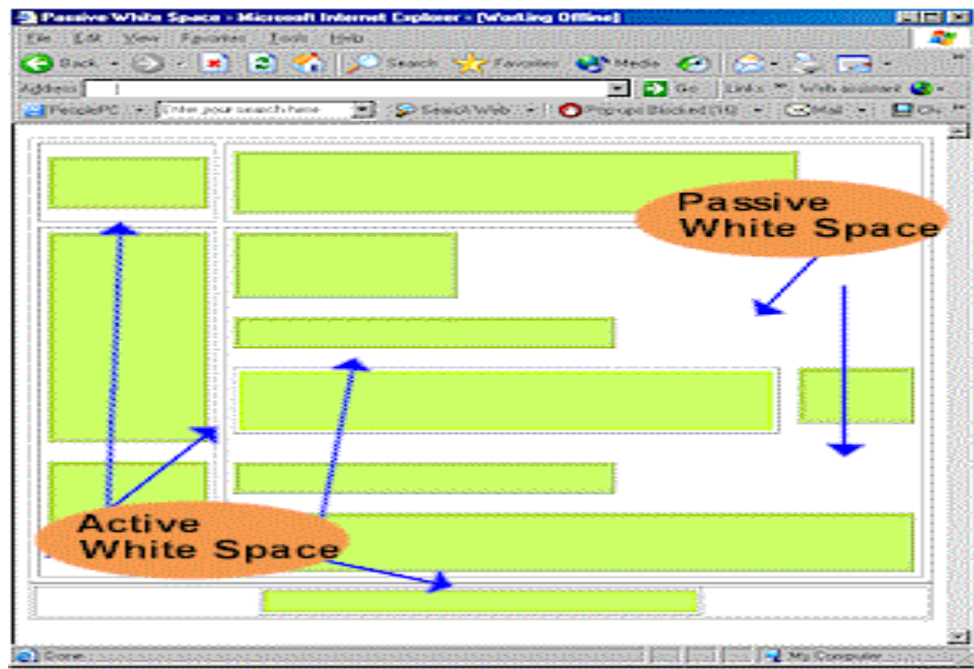 Passive White Space - Microsoft Internet Explorer - [Working Offline]
File Edit View Favorites Tools Help
Back Search Favorites Media
Address Go Links » Web assistant
PeoplePC Enter your search here Search Web Pop-ups Blocked Mail »
Passive
White Space
Active
White Space
Done My Computer